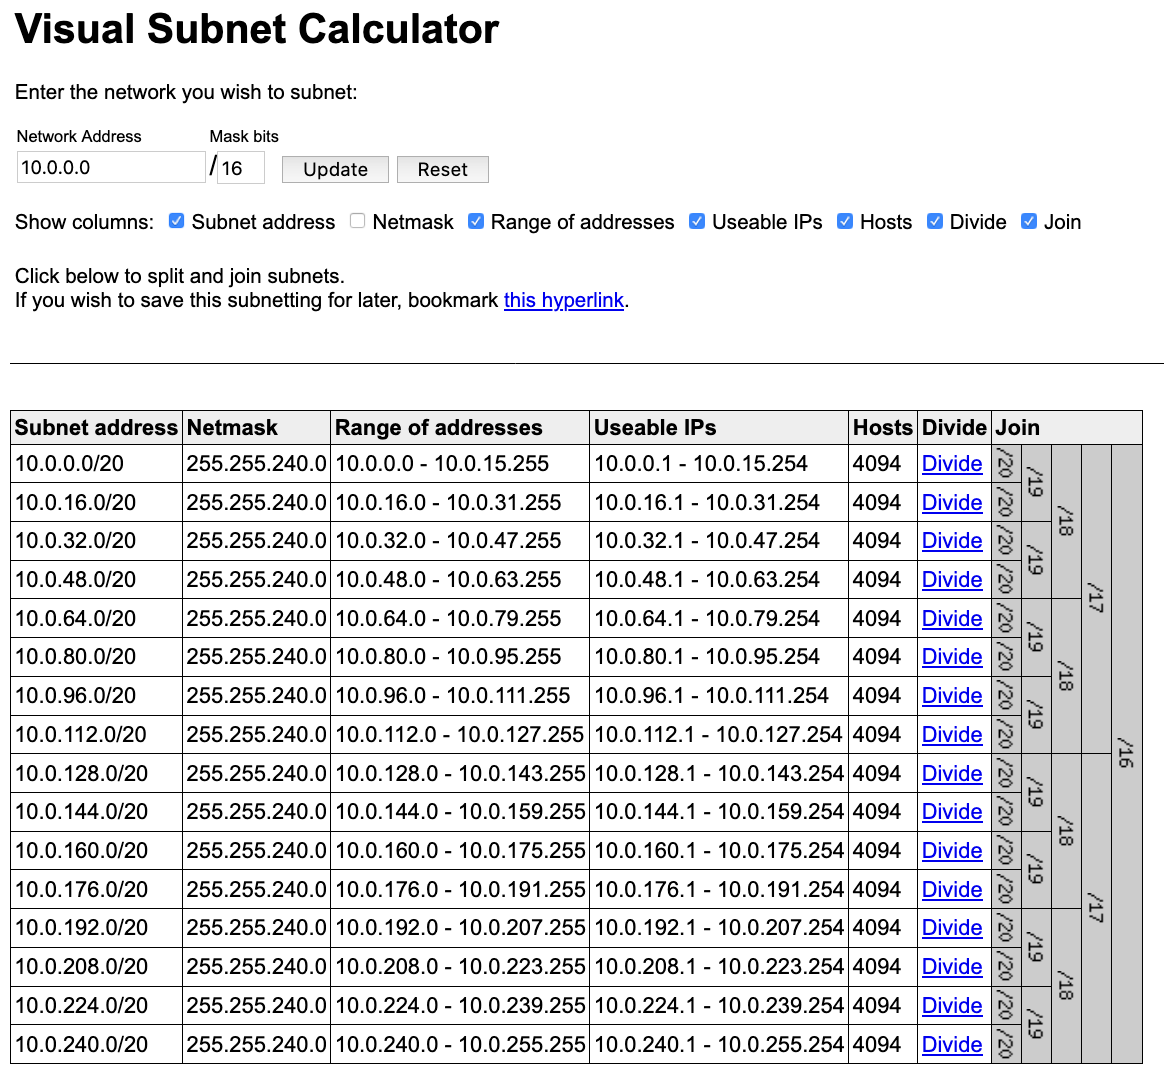 Visual Subnet Calculator
Enter the network you wish to subnet:
Network Address Mask bits
10.0.0.0 / 16 Update Reset
Show columns: Subnet address Netmask Range of addresses Useable IPs Hosts Divide Join
Click below to split and join subnets.
If you wish to save this subnetting for later, bookmark this hyperlink.
Subnet address Netmask Range of addresses Useable IPs Hosts Divide Join
10.0.0.0/20 255.255.240.0 10.0.0.0 - 10.0.15.255 10.0.0.1 - 10.0.15.254 4094 Divide /20 /19 /18 /17 /16
10.0.16.0/20 255.255.240.0 10.0.16.0 - 10.0.31.255 10.0.16.1 - 10.0.31.254 4094 Divide /20
10.0.32.0/20 255.255.240.0 10.0.32.0 - 10.0.47.255 10.0.32.1 - 10.0.47.254 4094 Divide /20 /19
10.0.48.0/20 255.255.240.0 10.0.48.0 - 10.0.63.255 10.0.48.1 - 10.0.63.254 4094 Divide /20
10.0.64.0/20 255.255.240.0 10.0.64.0 - 10.0.79.255 10.0.64.1 - 10.0.79.254 4094 Divide /20 /19 /18
10.0.80.0/20 255.255.240.0 10.0.80.0 - 10.0.95.255 10.0.80.1 - 10.0.95.254 4094 Divide /20
10.0.96.0/20 255.255.240.0 10.0.96.0 - 10.0.111.255 10.0.96.1 - 10.0.111.254 4094 Divide /20 /19
10.0.112.0/20 255.255.240.0 10.0.112.0 - 10.0.127.255 10.0.112.1 - 10.0.127.254 4094 Divide /20
10.0.128.0/20 255.255.240.0 10.0.128.0 - 10.0.143.255 10.0.128.1 - 10.0.143.254 4094 Divide /20 /19 /18 /17
10.0.144.0/20 255.255.240.0 10.0.144.0 - 10.0.159.255 10.0.144.1 - 10.0.159.254 4094 Divide /20
10.0.160.0/20 255.255.240.0 10.0.160.0 - 10.0.175.255 10.0.160.1 - 10.0.175.254 4094 Divide /20 /19
10.0.176.0/20 255.255.240.0 10.0.176.0 - 10.0.191.255 10.0.176.1 - 10.0.191.254 4094 Divide /20
10.0.192.0/20 255.255.240.0 10.0.192.0 - 10.0.207.255 10.0.192.1 - 10.0.207.254 4094 Divide /20 /19 /18
10.0.208.0/20 255.255.240.0 10.0.208.0 - 10.0.223.255 10.0.208.1 - 10.0.223.254 4094 Divide /20
10.0.224.0/20 255.255.240.0 10.0.224.0 - 10.0.239.255 10.0.224.1 - 10.0.239.254 4094 Divide /20 /19
10.0.240.0/20 255.255.240.0 10.0.240.0 - 10.0.255.255 10.0.240.1 - 10.0.255.254 4094 Divide /20